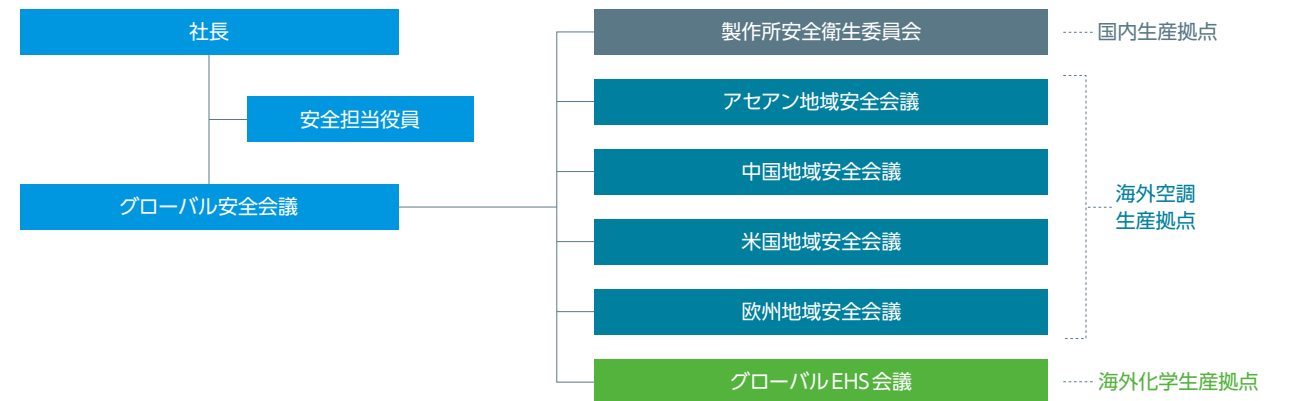 社長
安全担当役員
グローバル安全会議
製作所安全衛生委員会
国内生産拠点
アセアン地域安全会議
中国地域安全会議
米国地域安全会議
欧州地域安全会議
海外空調
生産拠点
グローバルEHS会議
海外化学生産拠点